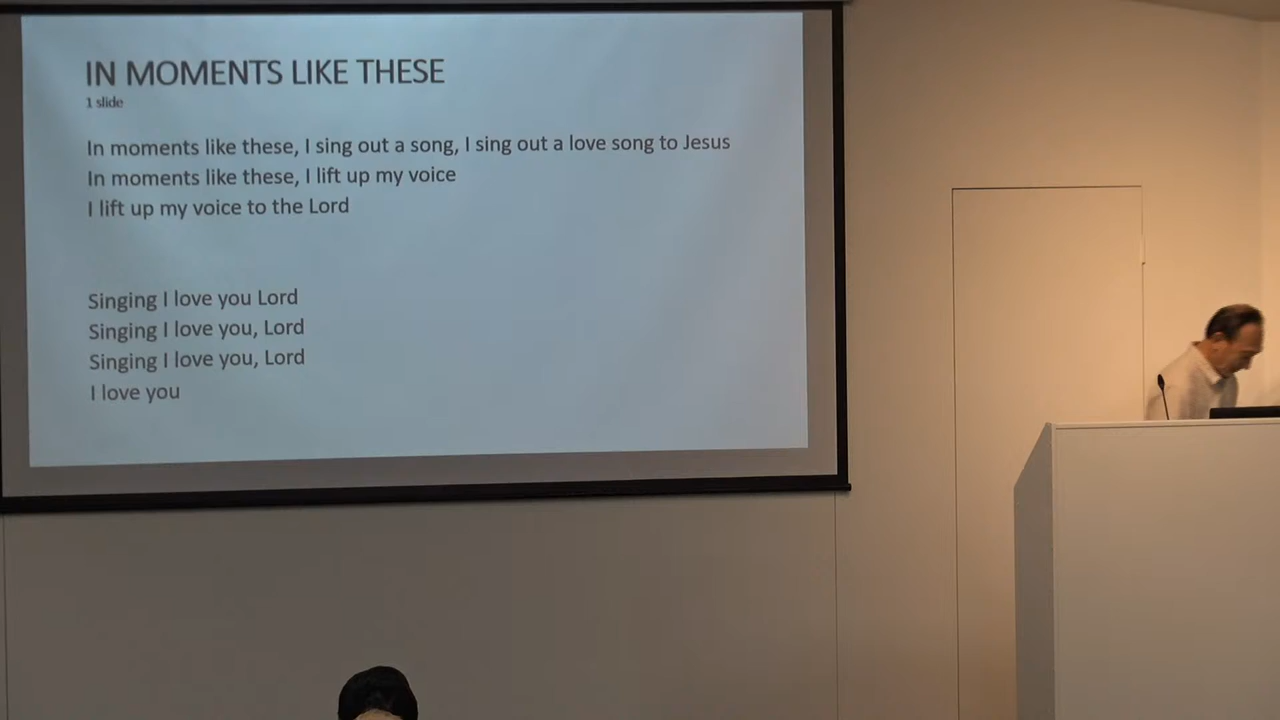 IN MOMENTS LIKE THESE
1 slide
In moments like these, I sing out a song, I sing out a love song to Jesus
In moments like these, I lift up my voice
I lift up my voice to the Lord
Singing I love you Lord
Singing I love you, Lord
Singing I love you, Lord
I love you